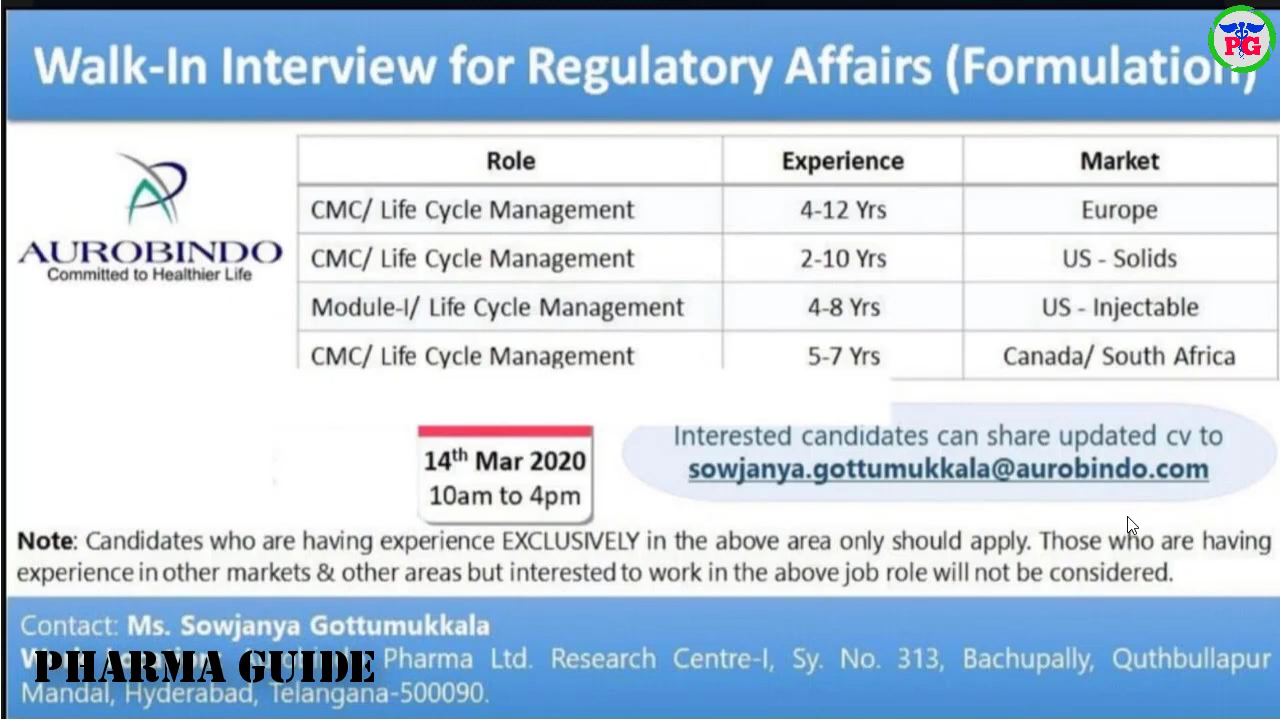 Walk-In Interview for Regulatory Affairs (Formulation)
PG
AUROBINDO
Committed to Healthier Life
Role Experience Market
CMC/ Life Cycle Management 4-12 Yrs Europe
CMC/ Life Cycle Management 2-10 Yrs US - Solids
Module-I/ Life Cycle Management 4-8 Yrs US - Injectable
CMC/ Life Cycle Management 5-7 Yrs Canada/ South Africa
14th Mar 2020
10am to 4pm
Interested candidates can share updated cv to
sowjanya.gottumukkala@aurobindo.com
Note: Candidates who are having experience EXCLUSIVELY in the above area only should apply. Those who are having
experience in other markets & other areas but interested to work in the above job role will not be considered.
Contact: Ms. Sowjanya Gottumukkala
Pharma Ltd. Research Centre-I, Sy. No. 313, Bachupally, Quthbullapur
Mandal, Hyderabad, Telangana-500090.
PHARMA GUIDE